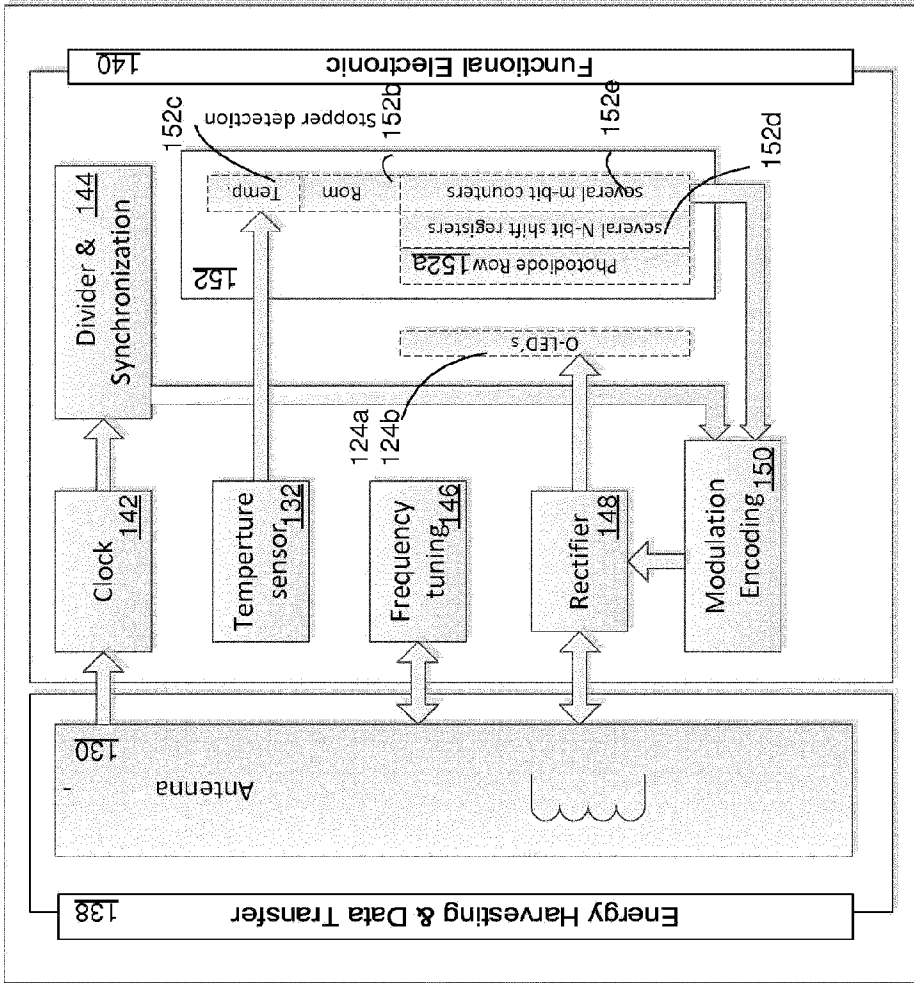 Energy Harvesting & Data Transfer
138
Antenna
130
Clock
142
Divider &
144
Synchronization
Temperture
sensor
132
Frequency
tuning
146
Rectifier
148
Modulation
Encoding
150
124a
124b
O-LED's
152
Temp
Rom
Photodiode Row
152a
several N-bit shift registers
several m-bit counters
152c
Stopper detection
152b
152e
152d
Functional Electronic
140